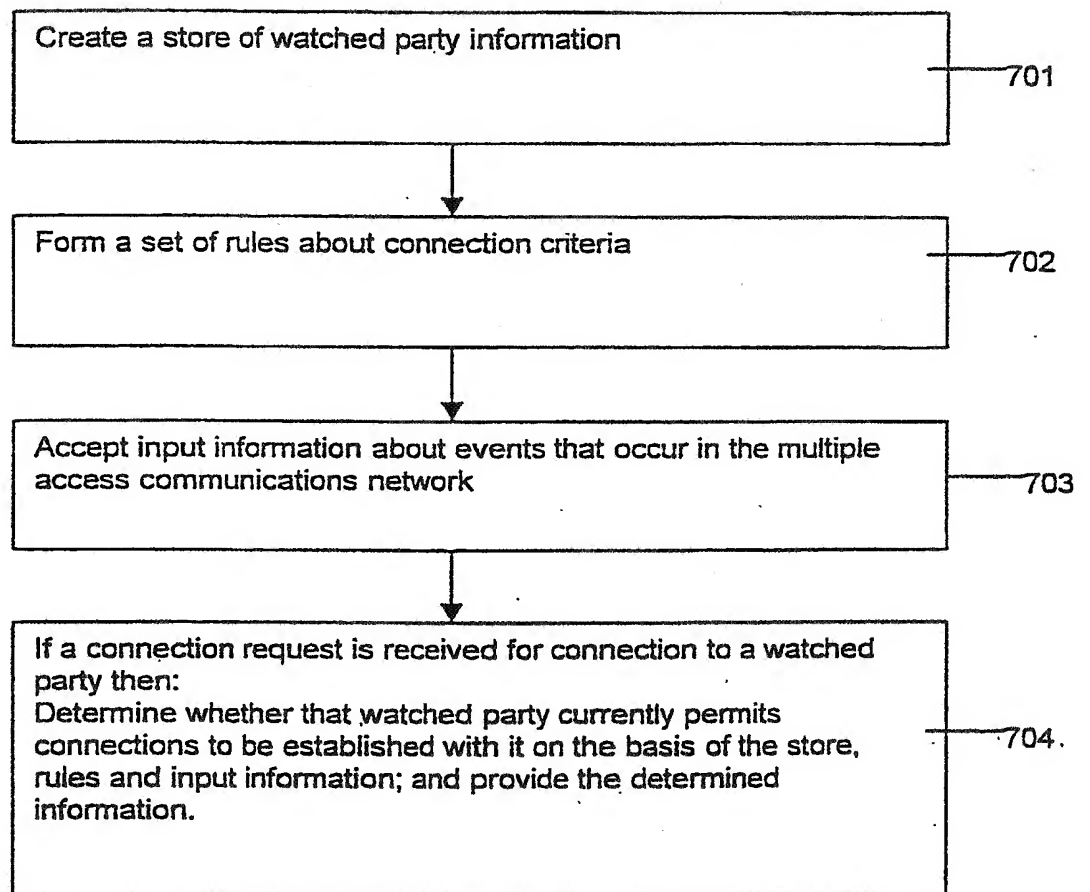 Create a store of watched party information
701
Form a set of rules about connection criteria
702
Accept input information about events that occur in the multiple
access communications network
703
If a connection request is received for connection to a watched
party then:
Determine whether that watched party currently permits
connections to be established with it on the basis of the store,
rules and input information; and provide the determined
information.
704.